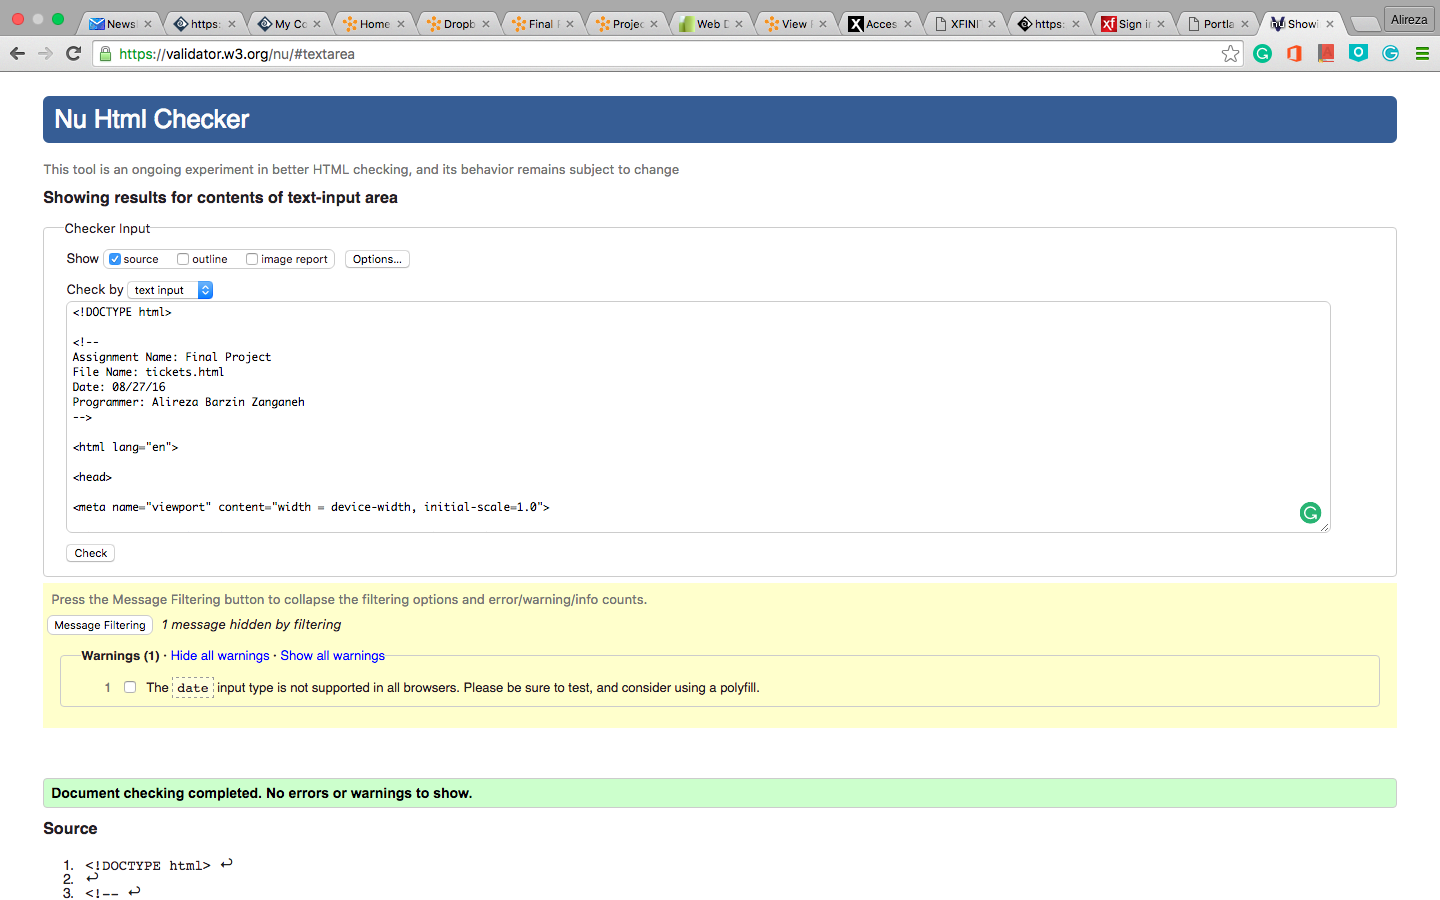 Newsl
https:
My Co
Home
Dropb
Final
Projec
Web D
View
Acces
XFINI
https:
Sign in
Portla
Showi
Alireza
https://validator.w3.org/nu/#textarea
Nu Html Checker
This tool is an ongoing experiment in better HTML checking, and its behavior remains subject to change
Showing results for contents of text-input area
Checker Input
Show source outline image report Options...
Check by text input
<!DOCTYPE html>
<!--
Assignment Name: Final Project
File Name: tickets.html
Date: 08/27/16
Programmer: Alireza Barzin Zanganeh
-->
<html lang="en">
<head>
<meta name="viewport" content="width = device-width, initial-scale=1.0">
Check
Press the Message Filtering button to collapse the filtering options and error/warning/info counts.
Message Filtering 1 message hidden by filtering
Warnings (1) · Hide all warnings · Show all warnings
1 The date input type is not supported in all browsers. Please be sure to test, and consider using a polyfill.
Document checking completed. No errors or warnings to show.
Source
1. <!DOCTYPE html> ↩
2. ↩
3. <!-- ↩